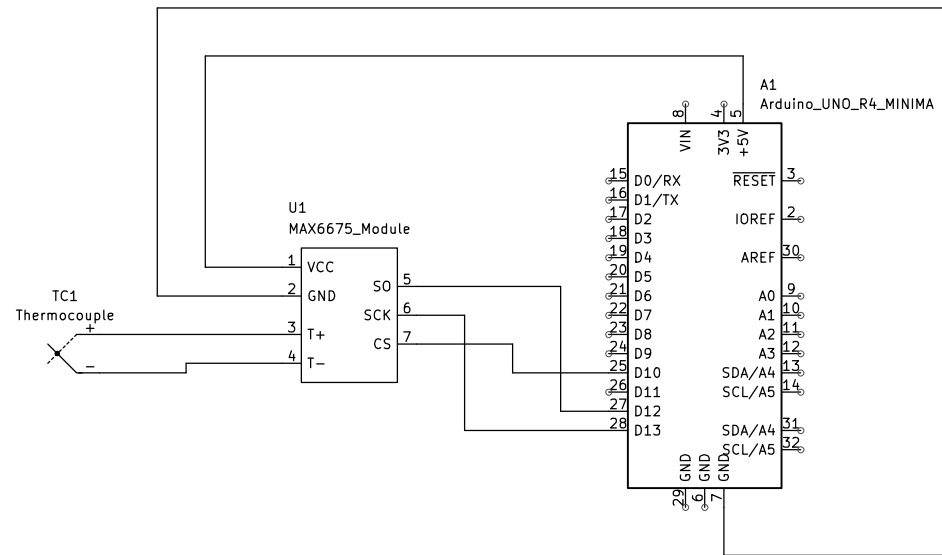 A1
Arduino_UNO_R4_MINIMA
8 4 5
VIN 3V3 +5V
15 D0/RX RESET 3
16 D1/TX
17 D2 IOREF 2
18 D3
19 D4 AREF 30
20 D5
21 D6 A0 9
22 D7 A1 10
23 D8 A2 11
24 D9 A3 12
25 D10 SDA/A4 13
26 D11 SCL/A5 14
27 D12
28 D13 SDA/A4 31
SCL/A5 32
GND GND GND
29 6 7
U1
MAX6675_Module
1 VCC
SO 5
2 GND
SCK 6
3 T+
CS 7
4 T-
TC1
Thermocouple
+
-